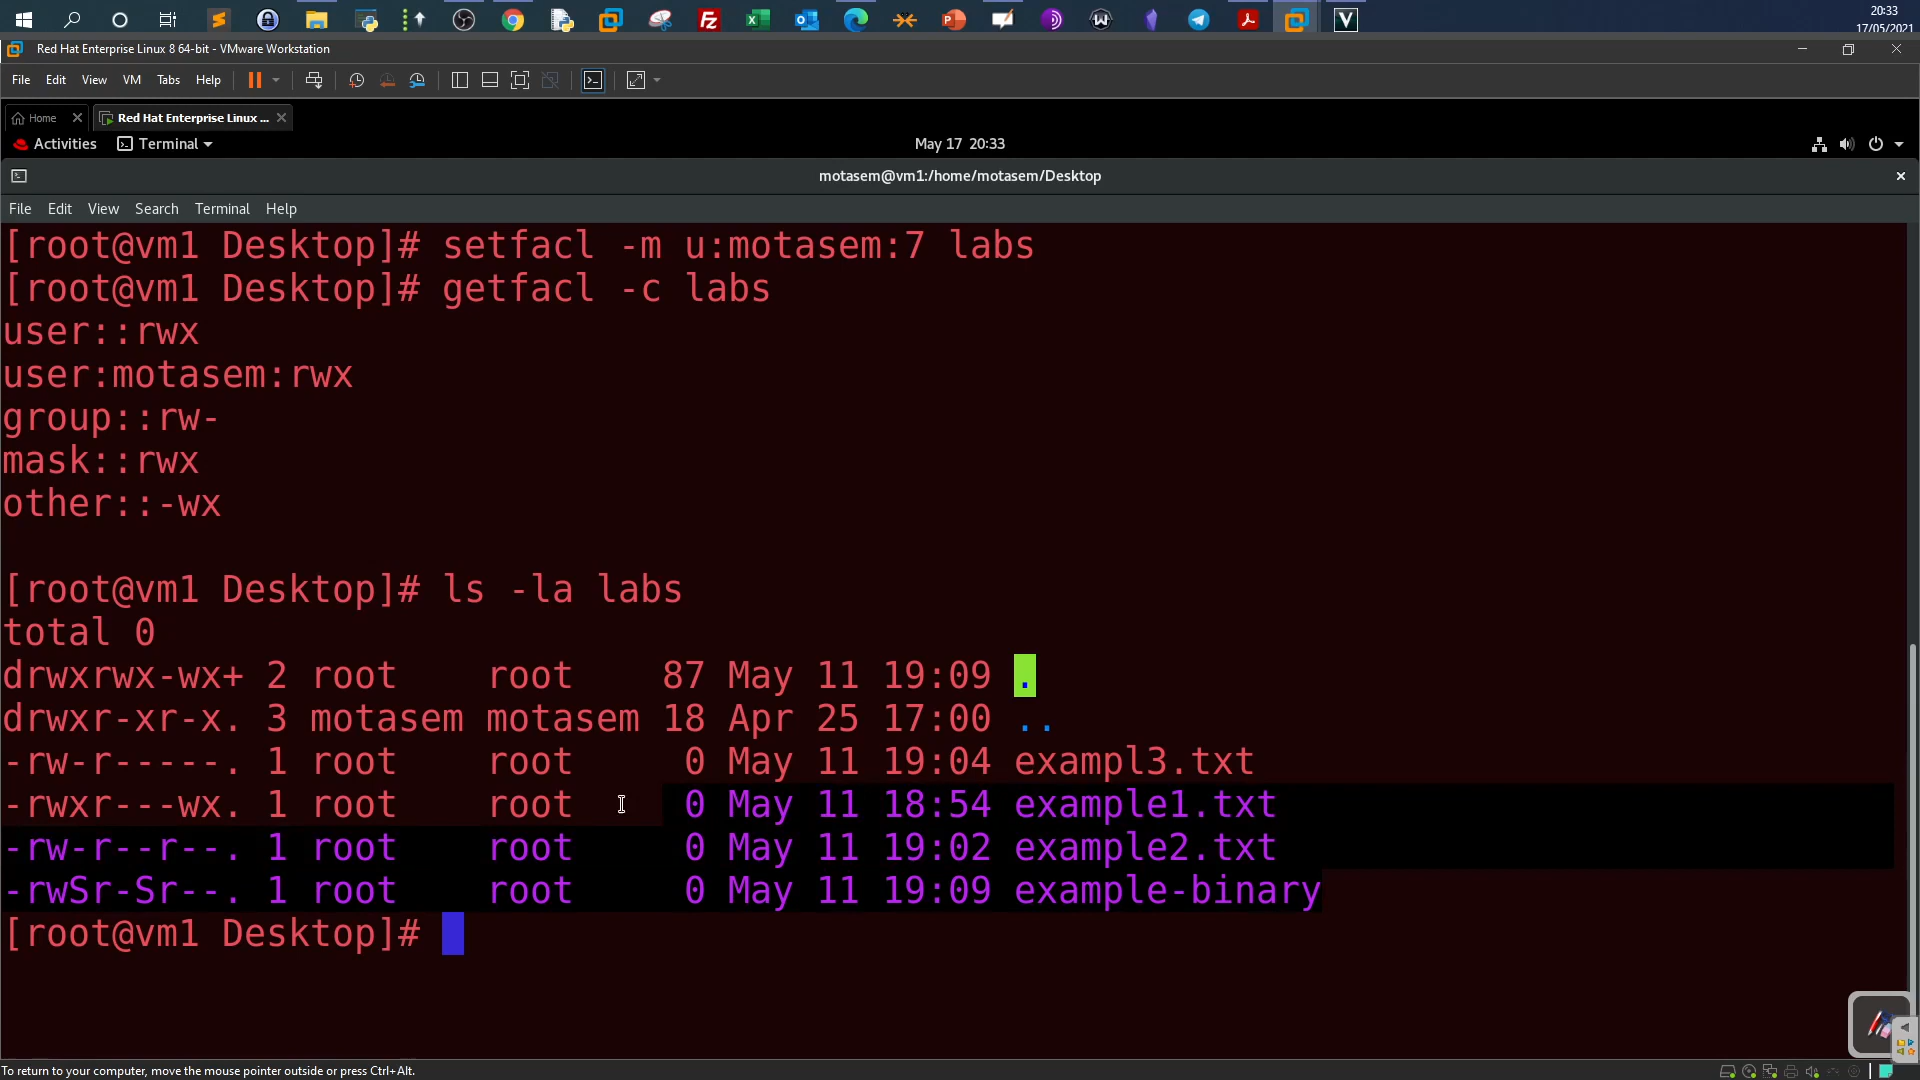 20:33
17/05/2021
Red Hat Enterprise Linux 8 64-bit - VMware Workstation
File Edit View VM Tabs Help
Home Red Hat Enterprise Linux ...
Activities Terminal May 17 20:33
motasem@vm1:/home/motasem/Desktop
File Edit View Search Terminal Help
[root@vm1 Desktop]# setfacl -m u:motasem:7 labs
[root@vm1 Desktop]# getfacl -c labs
user::rwx
user:motasem:rwx
group::rw-
mask::rwx
other::-wx
[root@vm1 Desktop]# ls -la labs
total 0
drwxrwx-wx+ 2 root root 87 May 11 19:09 .
drwxr-xr-x. 3 motasem motasem 18 Apr 25 17:00 ..
-rw-r-----. 1 root root 0 May 11 19:04 exampl3.txt
-rwxr---wx. 1 root root 0 May 11 18:54 example1.txt
-rw-r--r--. 1 root root 0 May 11 19:02 example2.txt
-rwSr-Sr--. 1 root root 0 May 11 19:09 example-binary
[root@vm1 Desktop]#
To return to your computer, move the mouse pointer outside or press Ctrl+Alt.